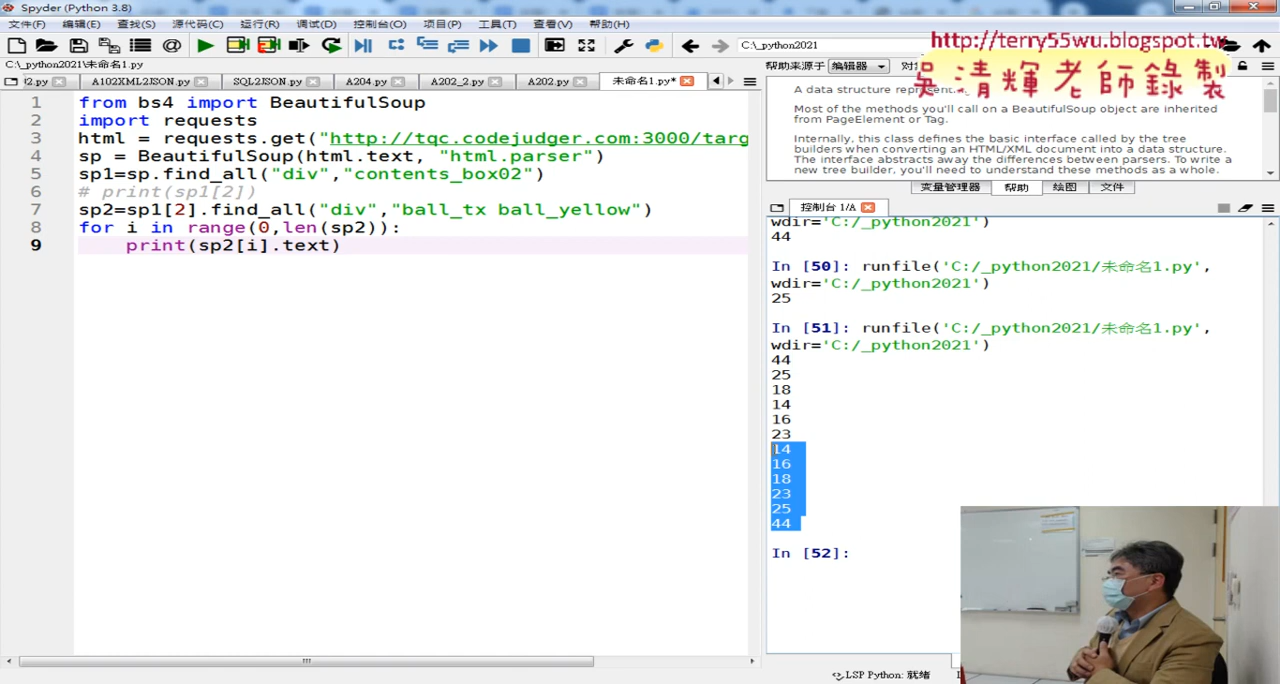 Spyder (Python 3.8)
文件(F) 编辑(E) 查找(S) 源代码(C) 运行(R) 调试(D) 控制台(O) 项目(P) 工具(T) 查看(V) 帮助(H)
C:\_python2021
http://terry55wu.blogspot.tw
吳清輝老師錄製
C:\_python2021\未命名1.py
帮助来源于 编辑器
2.py A102XML2JSON.py SQL2JSON.py A204.py A202_2.py A202.py 未命名1.py*
1 from bs4 import BeautifulSoup
2 import requests
3 html = requests.get("http://tqc.codejudger.com:3000/targ
4 sp = BeautifulSoup(html.text, "html.parser")
5 sp1=sp.find_all("div","contents_box02")
6 # print(sp1[2])
7 sp2=sp1[2].find_all("div","ball_tx ball_yellow")
8 for i in range(0,len(sp2)):
9 print(sp2[i].text)
A data structure
Most of the methods you'll call on a BeautifulSoup object are inherited
from PageElement or Tag.
Internally, this class defines the basic interface called by the tree
builders when converting an HTML/XML document into a data structure.
The interface abstracts away the differences between parsers. To write a
new tree builder, you'll need to understand these methods as a whole.
变量管理器 帮助 绘图 文件
控制台 1/A
wdir='C:/_python2021')
44
In [50]: runfile('C:/_python2021/未命名1.py',
wdir='C:/_python2021')
25
In [51]: runfile('C:/_python2021/未命名1.py',
wdir='C:/_python2021')
44
25
18
14
16
23
14
16
18
23
25
44
In [52]:
LSP Python: 就绪